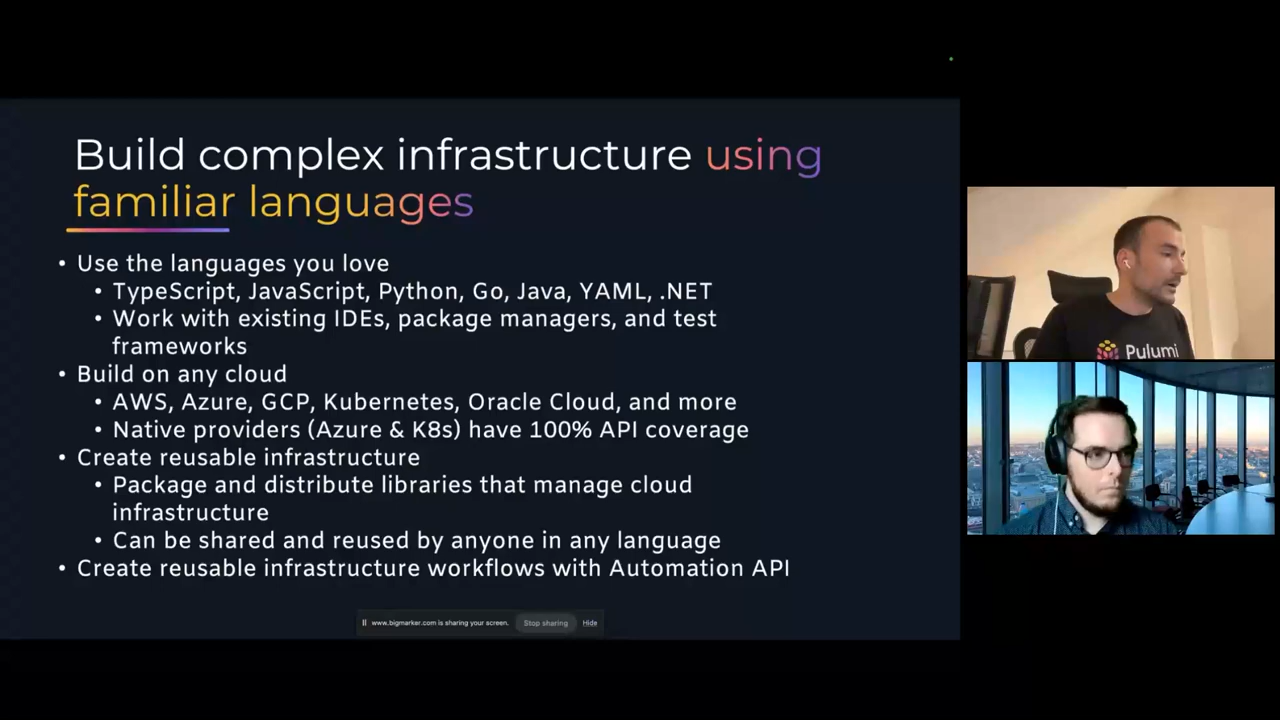 Build complex infrastructure using
familiar languages
• Use the languages you love
• TypeScript, JavaScript, Python, Go, Java, YAML, .NET
• Work with existing IDEs, package managers, and test
frameworks
• Build on any cloud
• AWS, Azure, GCP, Kubernetes, Oracle Cloud, and more
• Native providers (Azure & K8s) have 100% API coverage
• Create reusable infrastructure
• Package and distribute libraries that manage cloud
infrastructure
• Can be shared and reused by anyone in any language
• Create reusable infrastructure workflows with Automation API
www.bigmarker.com is sharing your screen. Stop sharing Hide
Pulumi